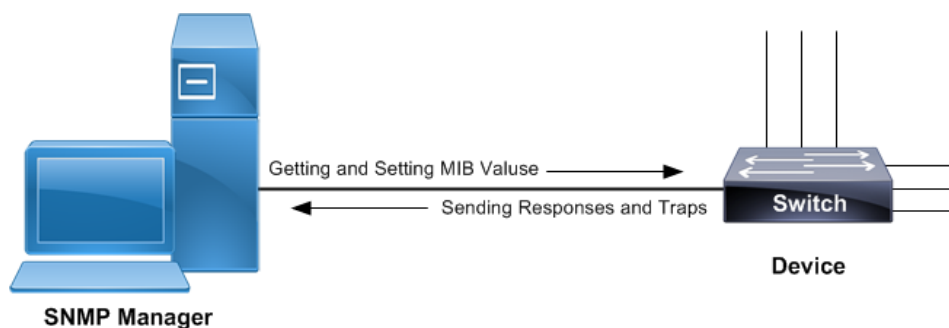 Getting and Setting MIB Valuse
Sending Responses and Traps
Switch
Device
SNMP Manager